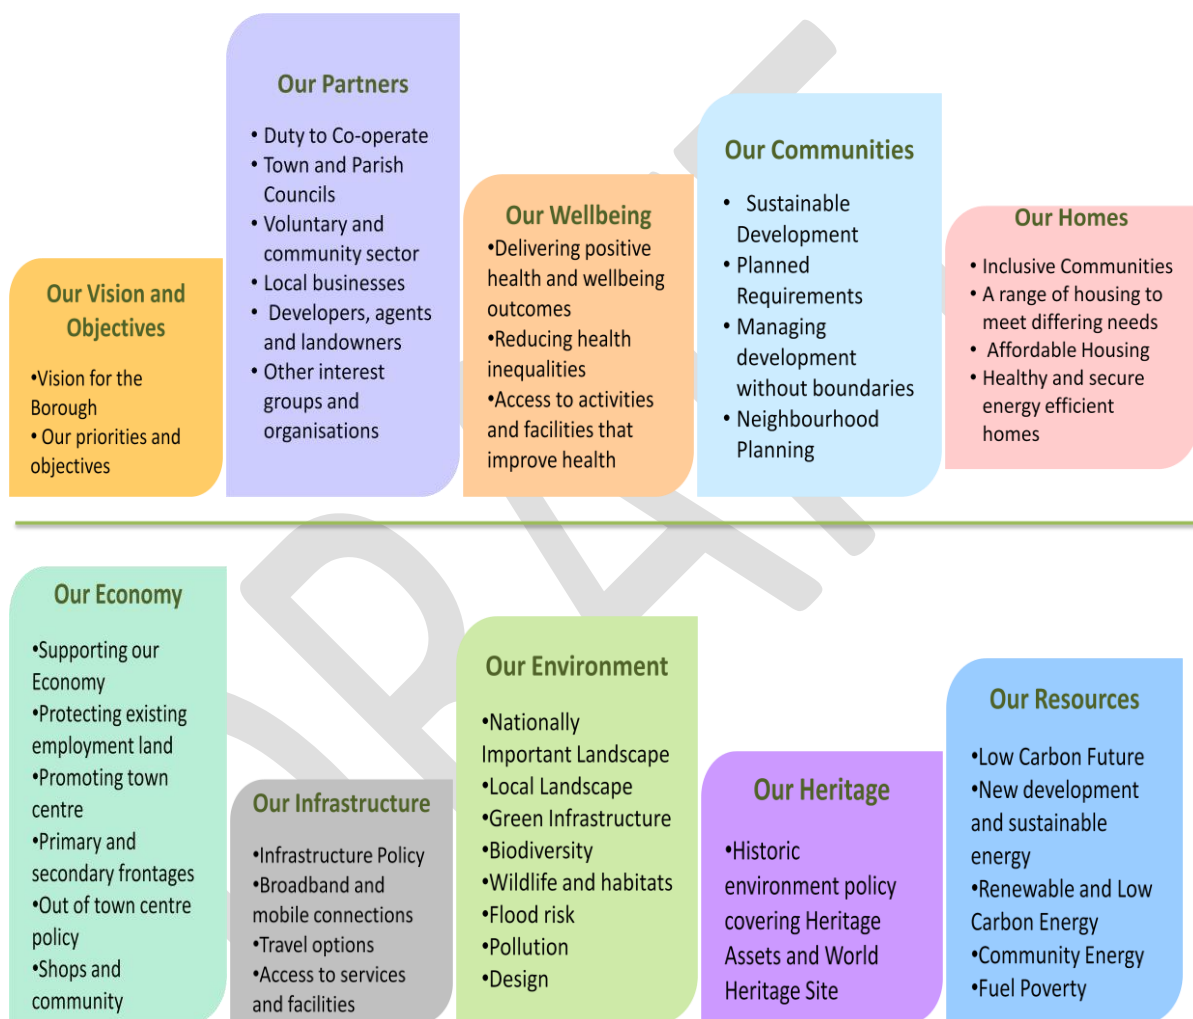 Our Vision and
Objectives
•Vision for the
Borough
• Our priorities and
objectives
Our Partners
• Duty to Co-operate
• Town and Parish
Councils
• Voluntary and
community sector
• Local businesses
• Developers, agents
and landowners
• Other interest
groups and
organisations
Our Wellbeing
•Delivering positive
health and wellbeing
outcomes
•Reducing health
inequalities
•Access to activities
and facilities that
improve health
Our Communities
• Sustainable
Development
• Planned
Requirements
• Managing
development
without boundaries
• Neighbourhood
Planning
Our Homes
• Inclusive Communities
• A range of housing to
meet differing needs
• Affordable Housing
• Healthy and secure
energy efficient
homes
Our Economy
•Supporting our
Economy
•Protecting existing
employment land
•Promoting town
centre
•Primary and
secondary frontages
•Out of town centre
policy
•Shops and
community
Our Infrastructure
•Infrastructure Policy
•Broadband and
mobile connections
•Travel options
•Access to services
and facilities
Our Environment
•Nationally
Important Landscape
•Local Landscape
•Green Infrastructure
•Biodiversity
•Wildlife and habitats
•Flood risk
•Pollution
•Design
Our Heritage
•Historic
environment policy
covering Heritage
Assets and World
Heritage Site
Our Resources
•Low Carbon Future
•New development
and sustainable
energy
•Renewable and Low
Carbon Energy
•Community Energy
•Fuel Poverty
DRAFT